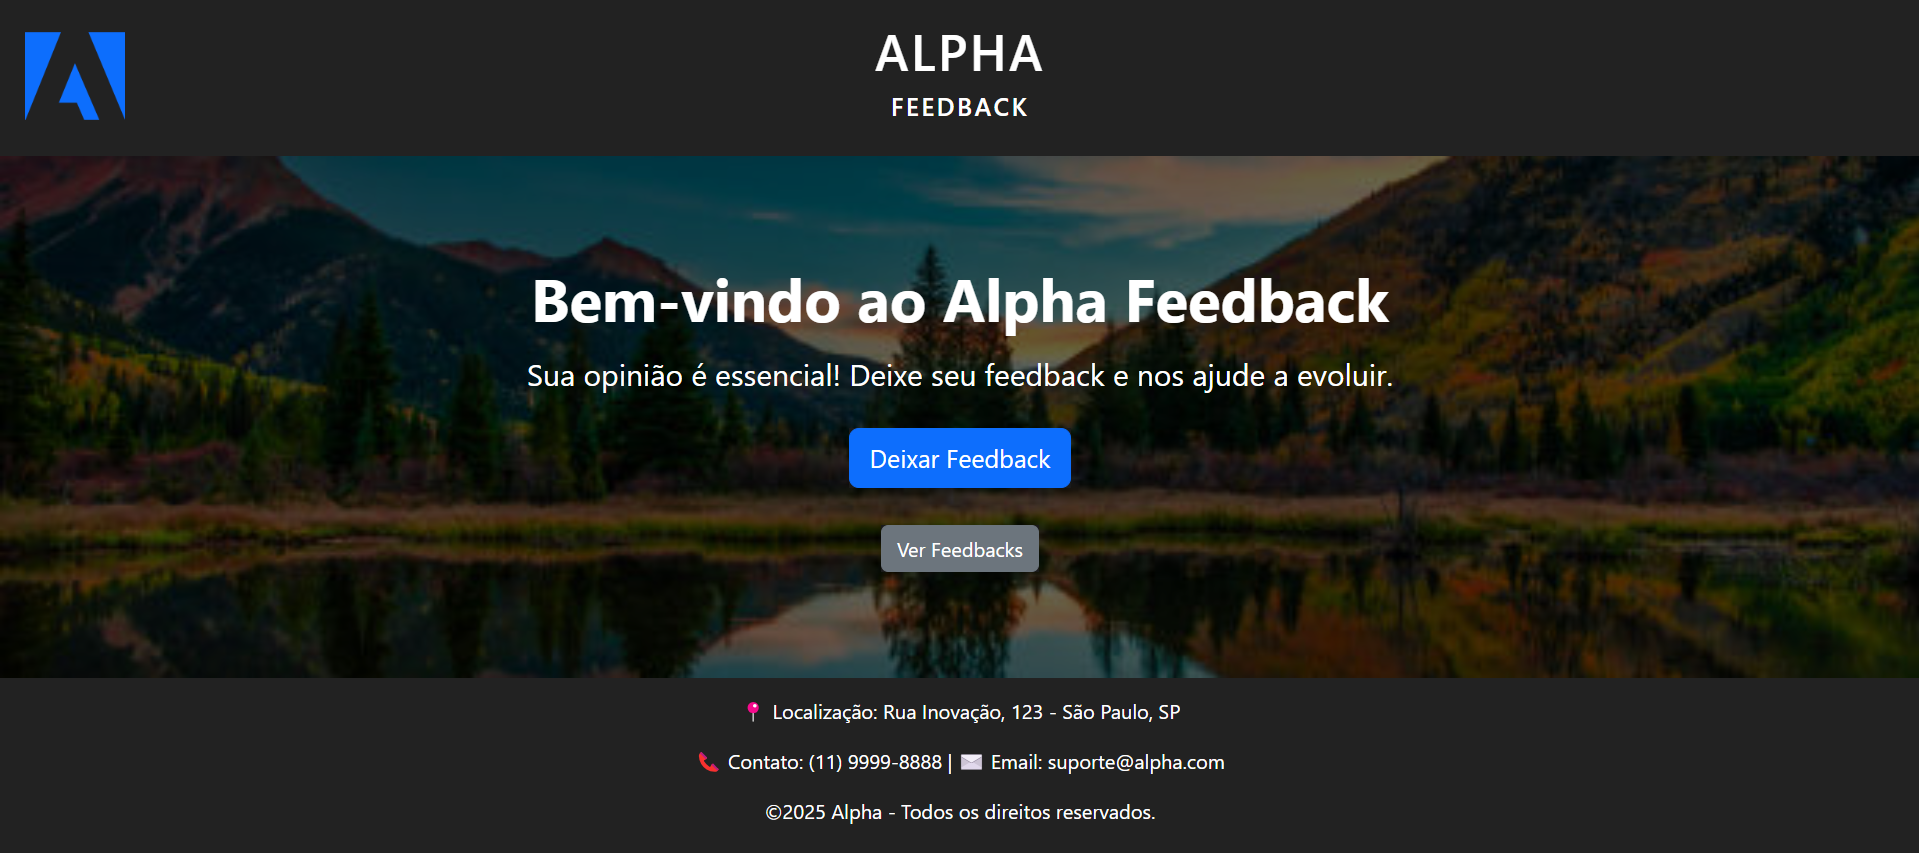 ALPHA
FEEDBACK
Bem-vindo ao Alpha Feedback
Sua opinião é essencial! Deixe seu feedback e nos ajude a evoluir.
Deixar Feedback
Ver Feedbacks
📍 Localização: Rua Inovação, 123 - São Paulo, SP
📞 Contato: (11) 9999-8888 | ✉️ Email: suporte@alpha.com
©2025 Alpha - Todos os direitos reservados.